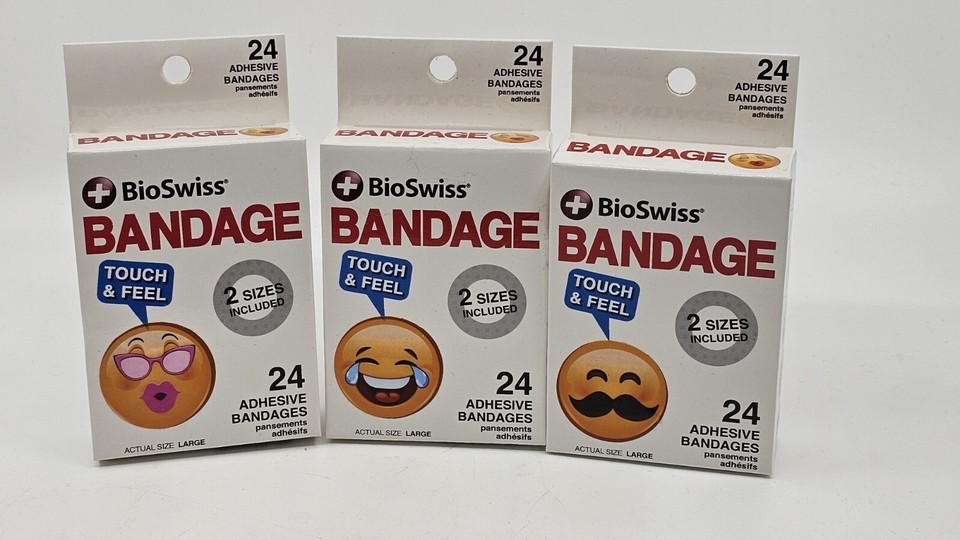 24
ADHESIVE
BANDAGES
pansements
adhésifs
BANDAGE
BioSwiss®
BANDAGE
TOUCH
& FEEL
2 SIZES
INCLUDED
24
ADHESIVE
BANDAGES
pansements
adhésifs
ACTUAL SIZE LARGE
24
ADHESIVE
BANDAGES
pansements
adhésifs
BANDAGE
BioSwiss®
BANDAGE
TOUCH
& FEEL
2 SIZES
INCLUDED
24
ADHESIVE
BANDAGES
pansements
adhésifs
ACTUAL SIZE LARGE
24
ADHESIVE
BANDAGES
pansements
adhésifs
BANDAGE
BioSwiss®
BANDAGE
TOUCH
& FEEL
2 SIZES
INCLUDED
24
ADHESIVE
BANDAGES
pansements
adhésifs
ACTUAL SIZE LARGE